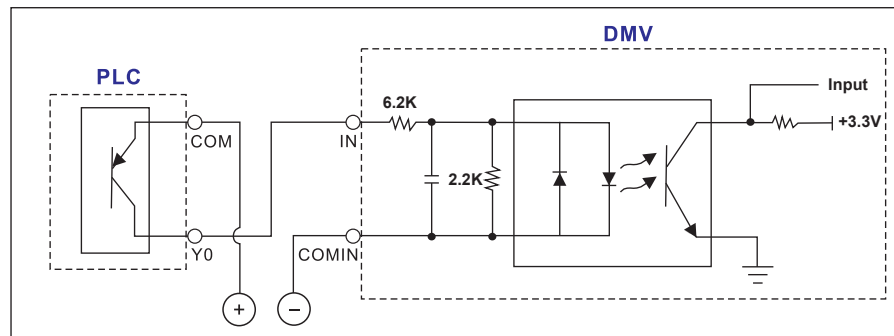 DMV
PLC
6.2K
Input
+3.3V
COM
IN
2.2K
Y0
COMIN
+
−